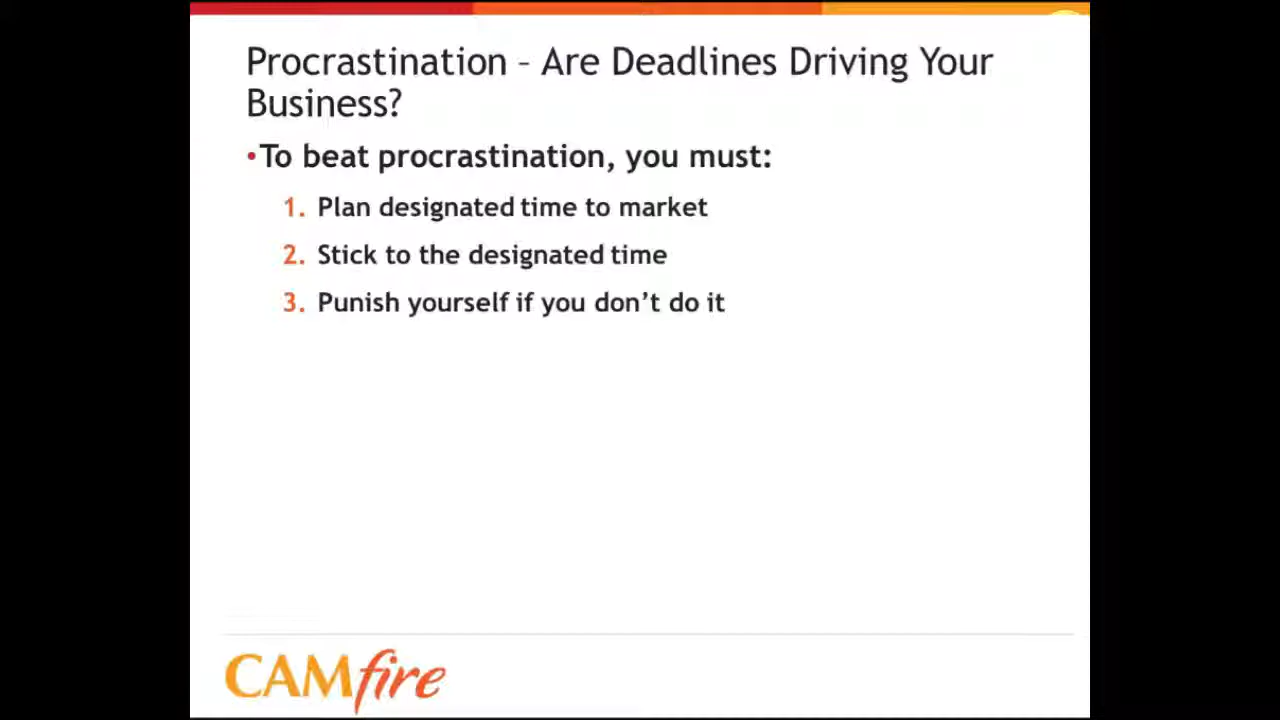 Procrastination – Are Deadlines Driving Your
Business?
•To beat procrastination, you must:
1. Plan designated time to market
2. Stick to the designated time
3. Punish yourself if you don’t do it
CAMfire